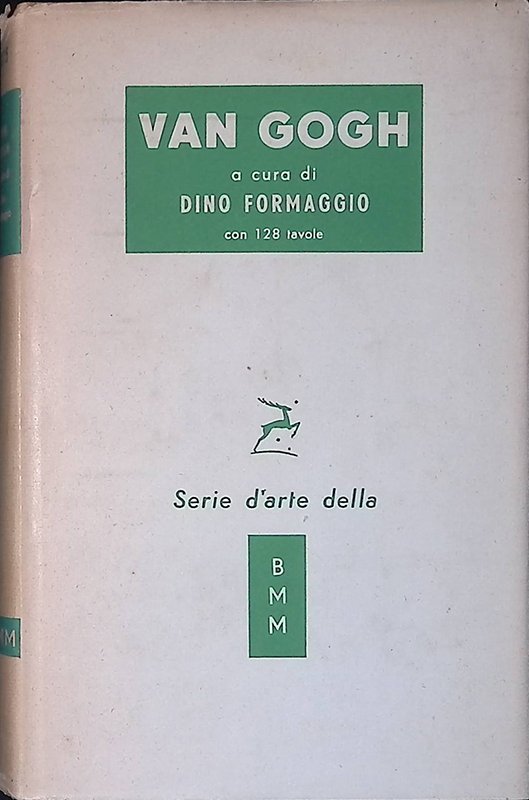 VAN GOGH
a cura di
DINO FORMAGGIO
con 128 tavole
Serie d'arte della
B
M
M